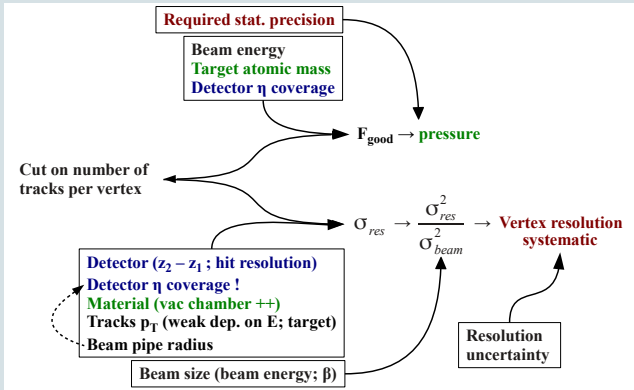 Required stat. precision
Beam energy
Target atomic mass
Detector η coverage
F_good → pressure
Cut on number of
tracks per vertex
σ_res → σ²_res / σ²_beam → Vertex resolution
systematic
Detector (z₂ – z₁ ; hit resolution)
Detector η coverage !
Material (vac chamber ++)
Tracks p_T (weak dep. on E; target)
Beam pipe radius
Resolution
uncertainty
Beam size (beam energy; β)